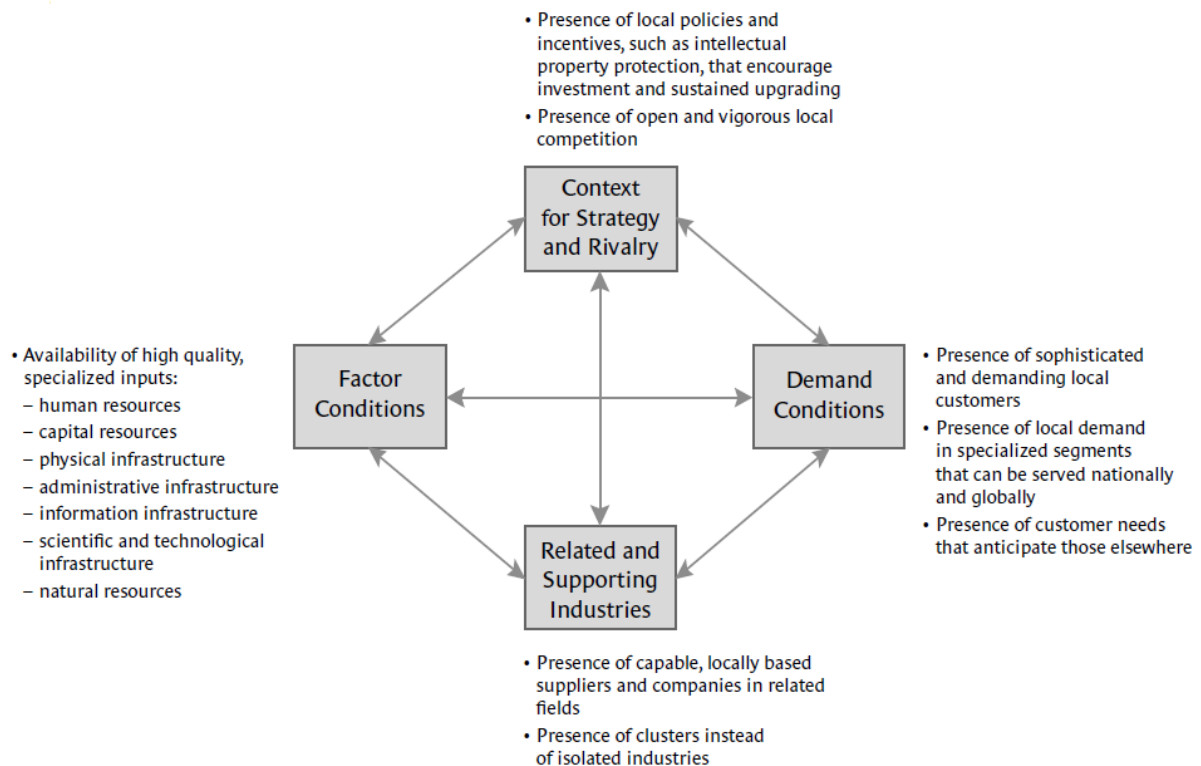 • Presence of local policies and
incentives, such as intellectual
property protection, that encourage
investment and sustained upgrading
• Presence of open and vigorous local
competition
Context
for Strategy
and Rivalry
• Availability of high quality,
specialized inputs:
– human resources
– capital resources
– physical infrastructure
– administrative infrastructure
– information infrastructure
– scientific and technological
infrastructure
– natural resources
Factor
Conditions
Demand
Conditions
• Presence of sophisticated
and demanding local
customers
• Presence of local demand
in specialized segments
that can be served nationally
and globally
• Presence of customer needs
that anticipate those elsewhere
Related and
Supporting
Industries
• Presence of capable, locally based
suppliers and companies in related
fields
• Presence of clusters instead
of isolated industries